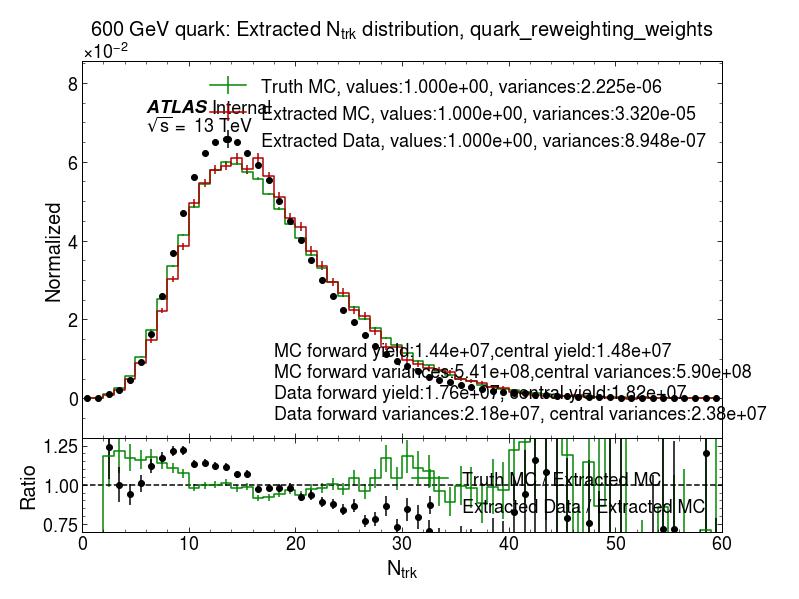 600 GeV quark: Extracted Ntrk distribution, quark_reweighting_weights
×10−2
Truth MC, values:1.000e+00, variances:2.225e-06
ATLAS Internal
Extracted MC, values:1.000e+00, variances:3.320e-05
√s = 13 TeV
Extracted Data, values:1.000e+00, variances:8.948e-07
8
6
4
2
0
Normalized
MC forward yield:1.44e+07,central yield:1.48e+07
MC forward variances:5.41e+08,central variances:5.90e+08
Data forward yield:1.76e+07, central yield:1.82e+07
Data forward variances:2.18e+07, central variances:2.38e+07
1.25
1.00
0.75
Ratio
Truth MC / Extracted MC
Extracted Data / Extracted MC
0 10 20 30 40 50 60
Ntrk